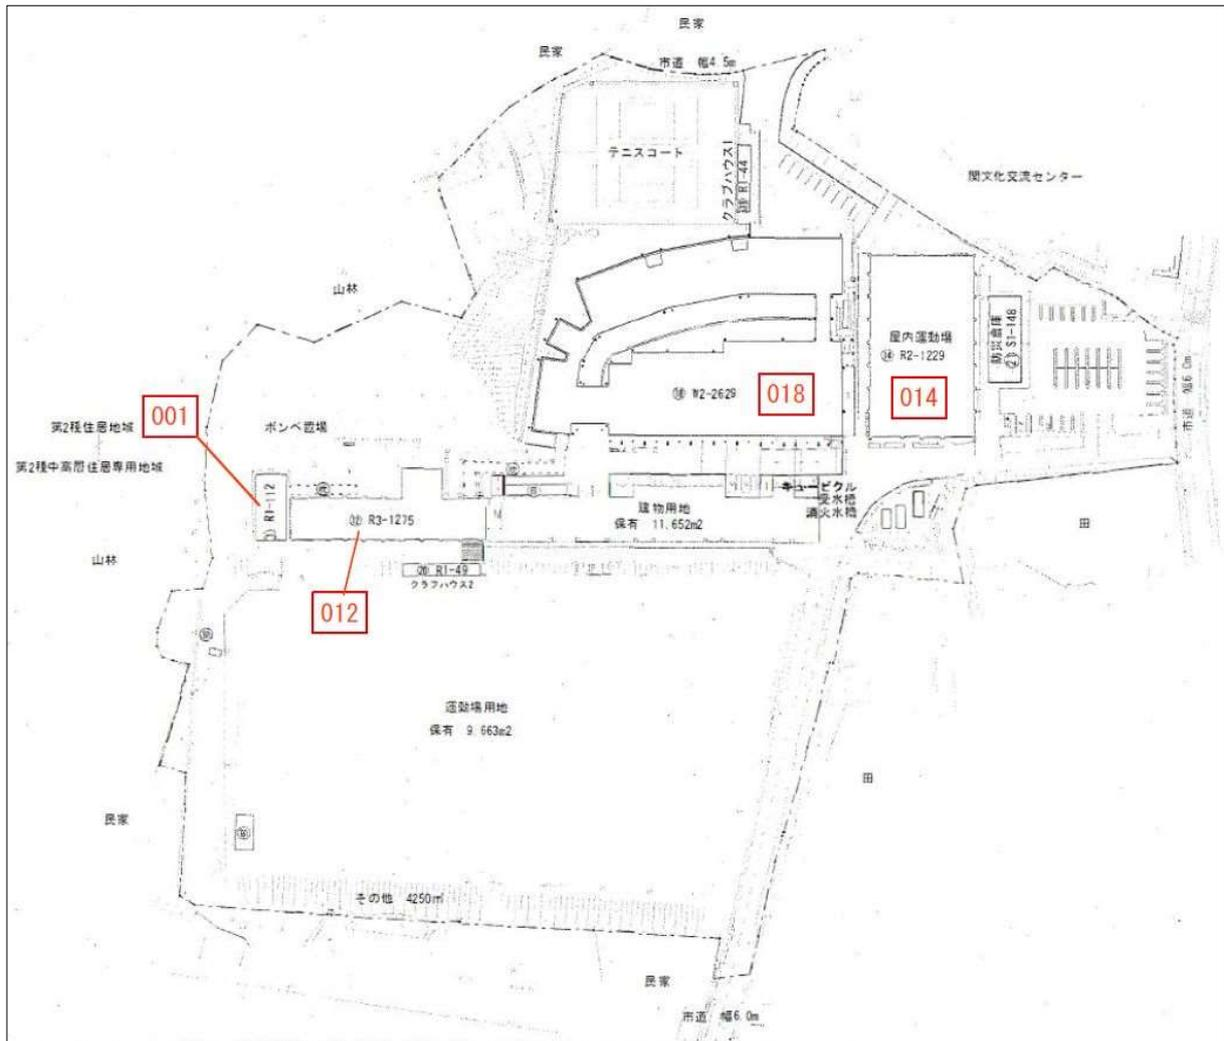 民家
民家
市道 幅4.5m
テニスコート
クラブハウス1
R1-44
関文化交流センター
山林
屋内運動場
⑭ R2-1229
014
防災倉庫
㉑ S1-148
市道 幅6.0m
⑱ W2-2629
018
001
第2種住居地域
第2種中高層住居専用地域
ボンベ置場
① R1-112
⑫ R3-1275
建物用地
保有 11.652m2
キュービクル
受水槽
消火水槽
田
山林
⑳ R1-49
クラブハウス2
012
運動場用地
保有 9.663m2
田
民家
その他 4250㎡
民家
市道 幅6.0m